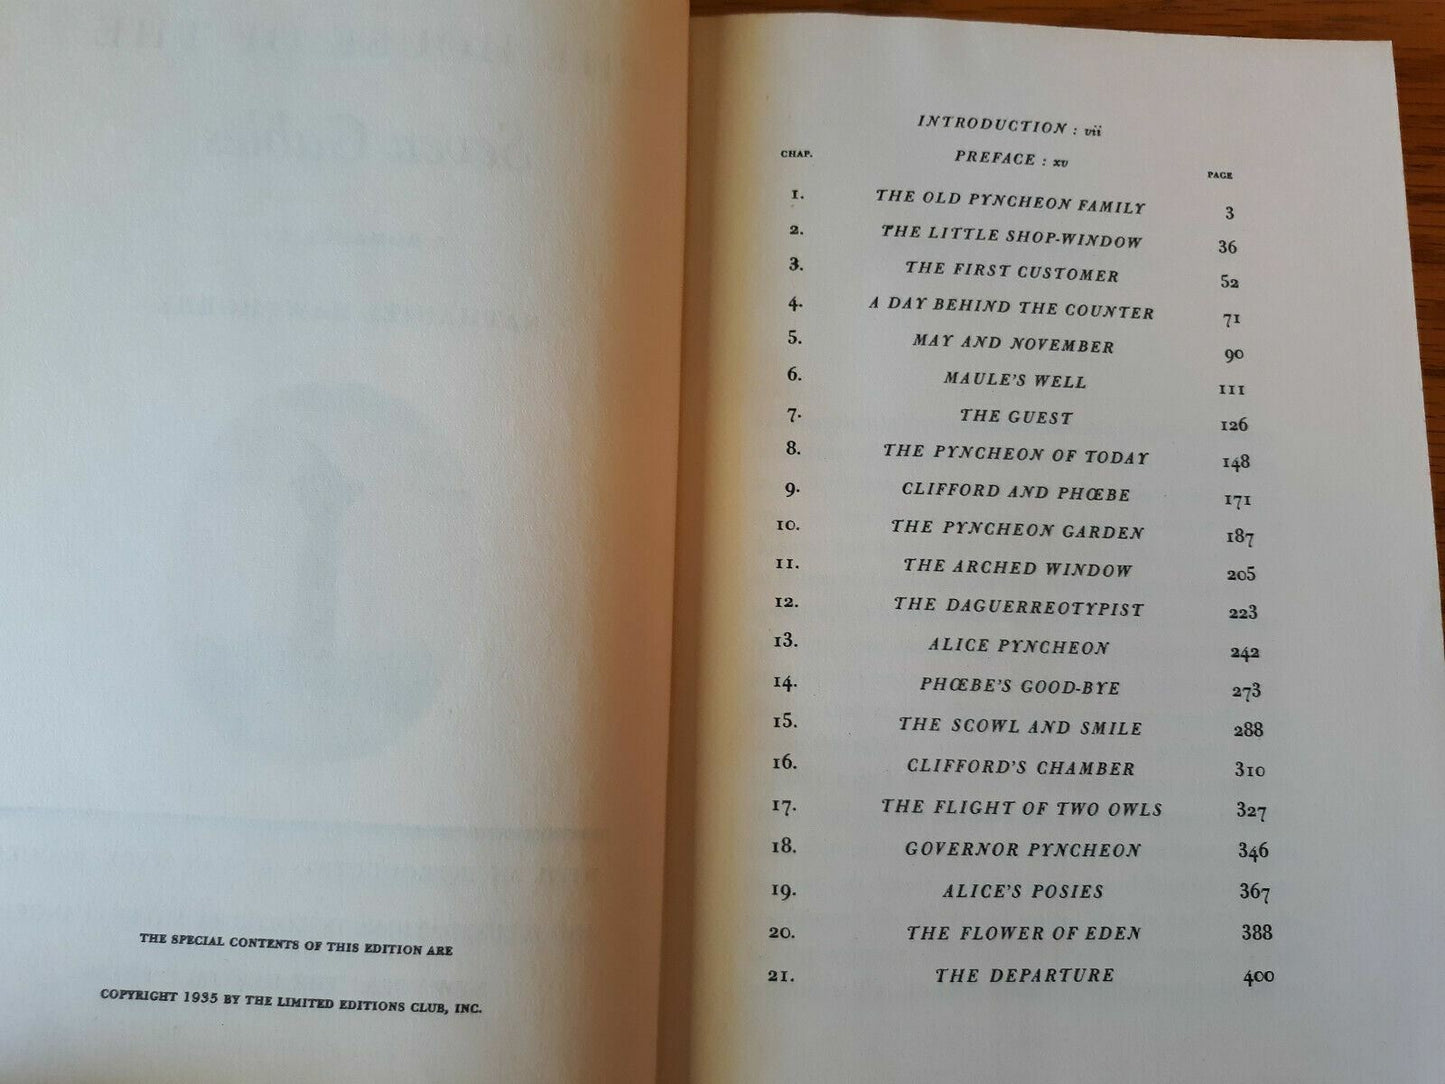 THE SPECIAL CONTENTS OF THIS EDITION ARE
COPYRIGHT 1935 BY THE LIMITED EDITIONS CLUB, INC.
INTRODUCTION : vii
CHAP. PREFACE : xv PAGE
1. THE OLD PYNCHEON FAMILY 3
2. THE LITTLE SHOP-WINDOW 36
3. THE FIRST CUSTOMER 52
4. A DAY BEHIND THE COUNTER 71
5. MAY AND NOVEMBER 90
6. MAULE'S WELL 111
7. THE GUEST 126
8. THE PYNCHEON OF TODAY 148
9. CLIFFORD AND PHŒBE 171
10. THE PYNCHEON GARDEN 187
11. THE ARCHED WINDOW 205
12. THE DAGUERREOTYPIST 223
13. ALICE PYNCHEON 242
14. PHŒBE'S GOOD-BYE 273
15. THE SCOWL AND SMILE 288
16. CLIFFORD'S CHAMBER 310
17. THE FLIGHT OF TWO OWLS 327
18. GOVERNOR PYNCHEON 346
19. ALICE'S POSIES 367
20. THE FLOWER OF EDEN 388
21. THE DEPARTURE 400